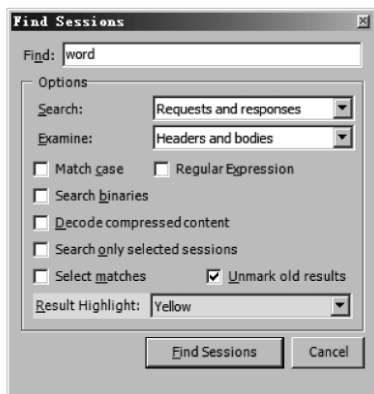 Find Sessions
Find: word
Options
Search: Requests and responses
Examine: Headers and bodies
Match case Regular Expression
Search binaries
Decode compressed content
Search only selected sessions
Select matches Unmark old results
Result Highlight: Yellow
Find Sessions Cancel